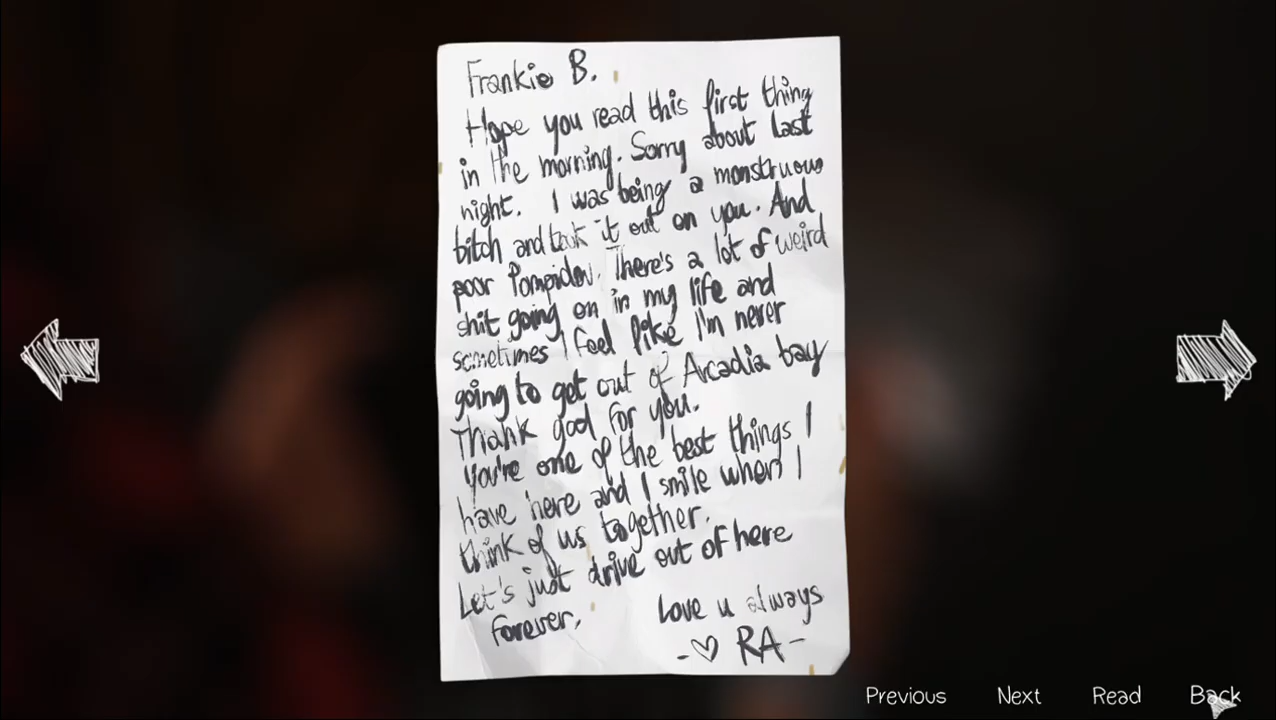 Frankie B.
Hope you read this first thing
in the morning. Sorry about last
night. I was being a monstruous
bitch and took it out on you. And
poor Pompidou. There's a lot of weird
shit going on in my life and
sometimes I feel like I'm never
going to get out of Arcadia bay
Thank god for you.
You're one of the best things I
have here and I smile when I
think of us together.
Let's just drive out of here
forever.
Love u always
-♡ RA-
Previous Next Read Back